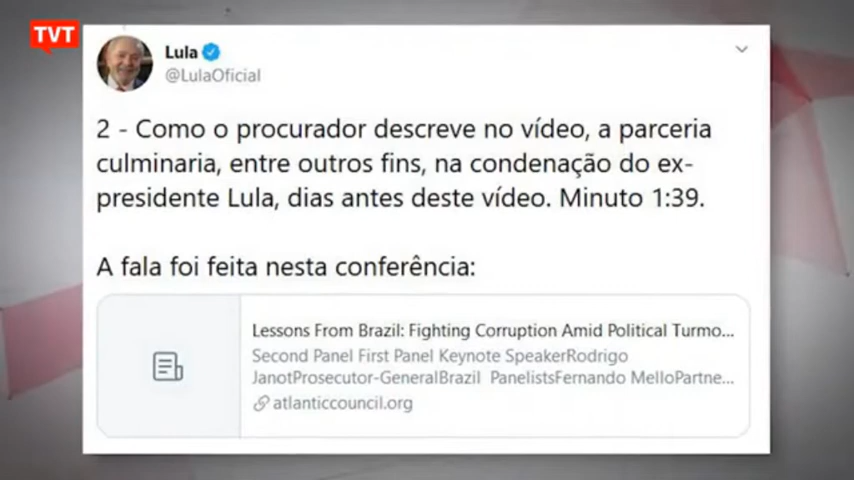 TVT
Lula
@LulaOficial
2 - Como o procurador descreve no vídeo, a parceria
culminaria, entre outros fins, na condenação do ex-
presidente Lula, dias antes deste vídeo. Minuto 1:39.
A fala foi feita nesta conferência:
Lessons From Brazil: Fighting Corruption Amid Political Turmo...
Second Panel First Panel Keynote SpeakerRodrigo
JanotProsecutor-GeneralBrazil PanelistsFernando MelloPartne...
atlanticcouncil.org